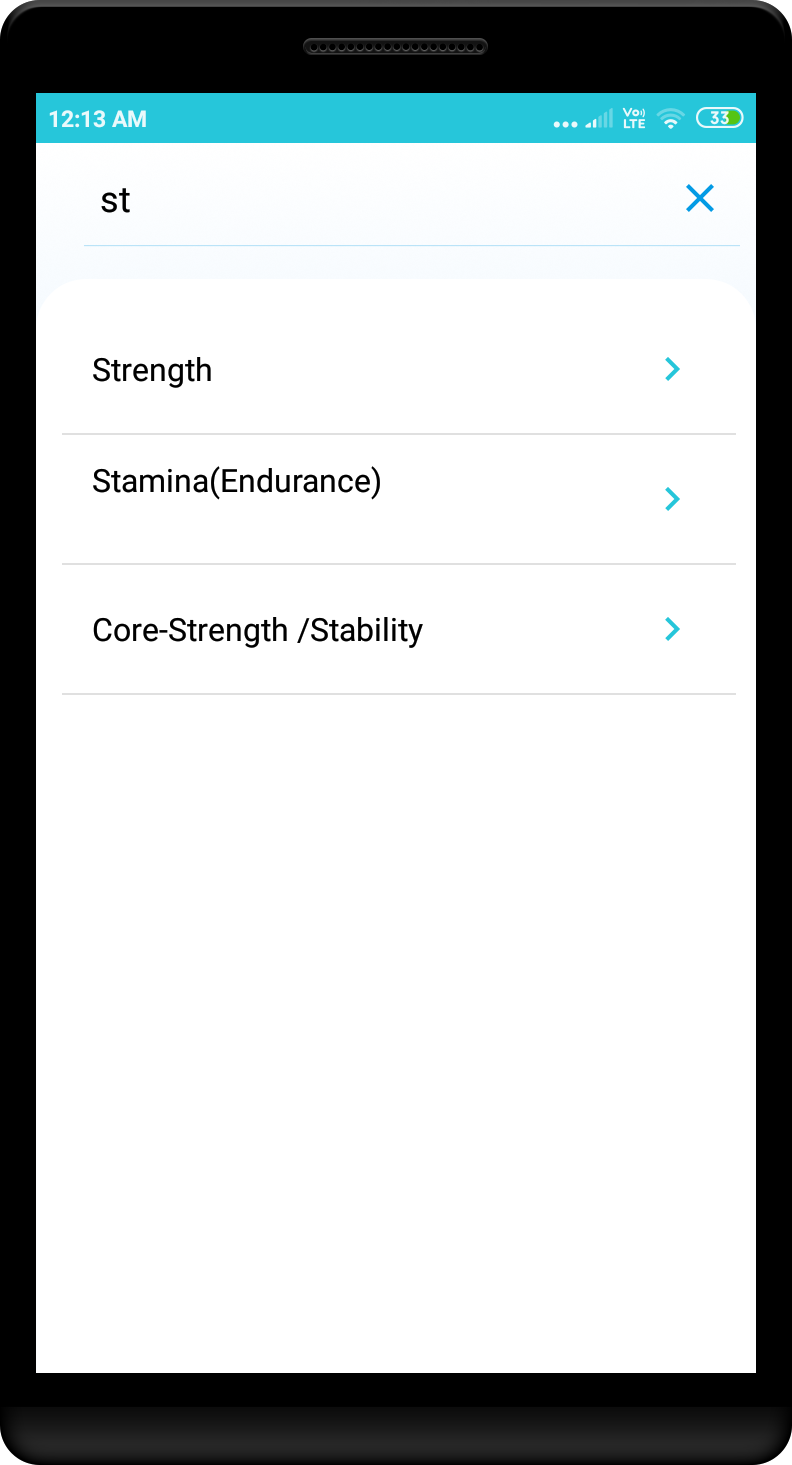 12:13 AM
Vo)) LTE
33
st
Strength
Stamina(Endurance)
Core-Strength /Stability